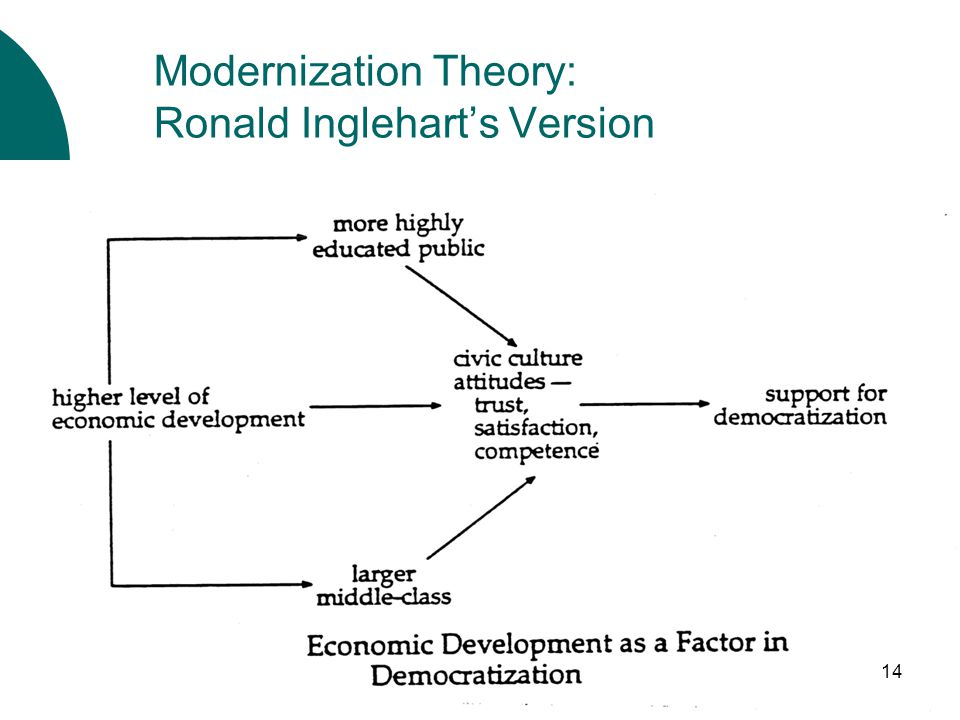 Modernization Theory:
Ronald Inglehart’s Version
more highly
educated public
civic culture
attitudes —
trust,
satisfaction,
competence
higher level of
economic development
support for
democratization
larger
middle-class
Economic Development as a Factor in
Democratization
14